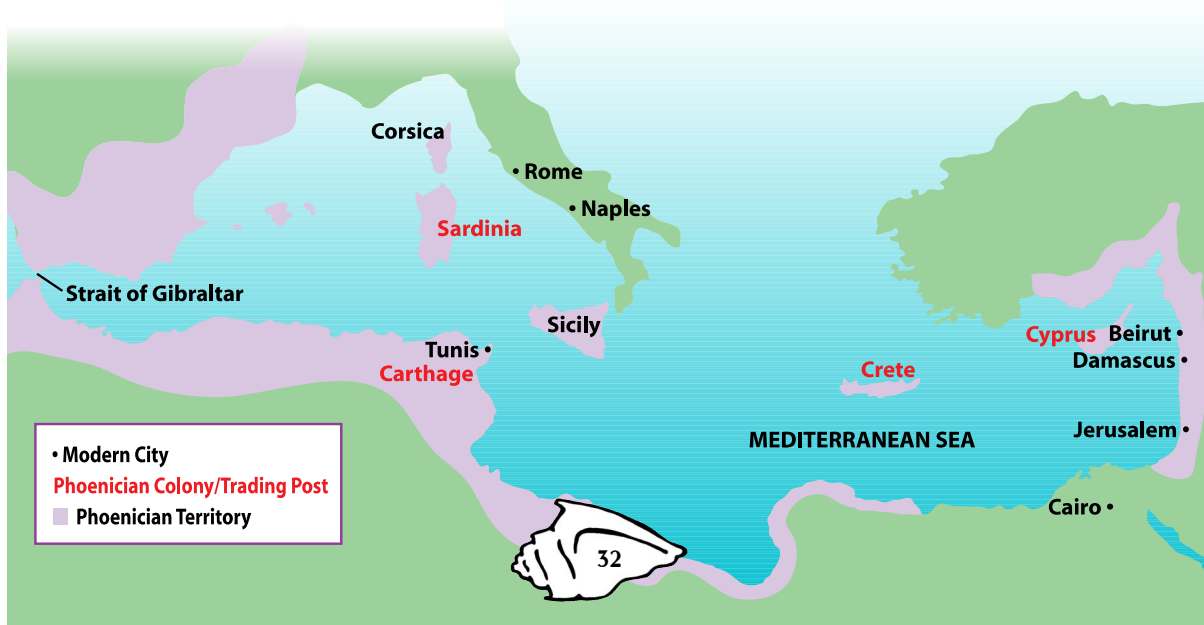 Corsica
• Rome
• Naples
Sardinia
Strait of Gibraltar
Sicily
Tunis •
Carthage
Cyprus
Beirut •
Damascus •
Crete
Jerusalem •
MEDITERRANEAN SEA
Cairo •
• Modern City
Phoenician Colony/Trading Post
Phoenician Territory
32